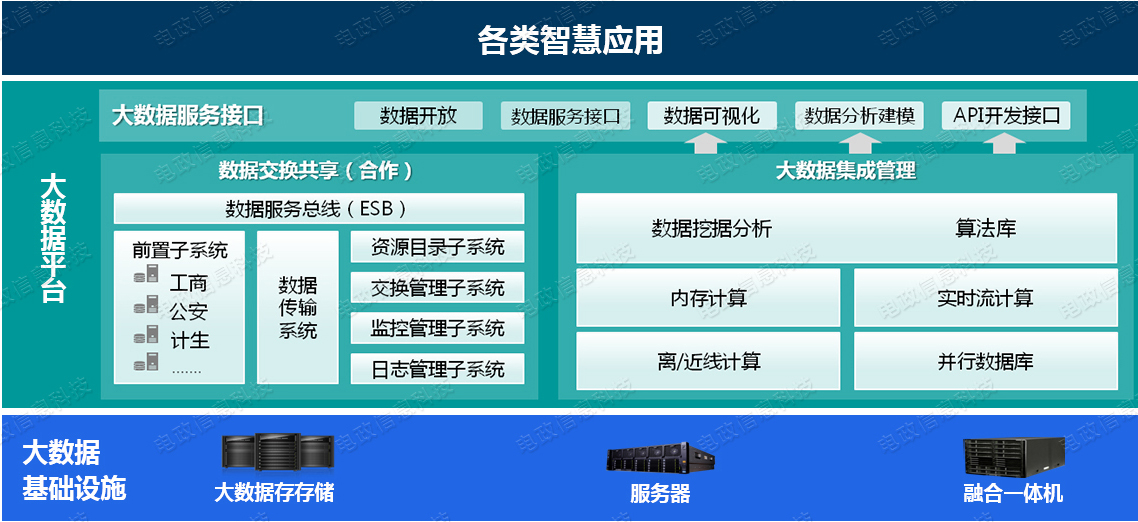 各类智慧应用
大数据平台
大数据服务接口
数据开放
数据服务接口
数据可视化
数据分析建模
API开发接口
数据交换共享（合作）
数据服务总线（ESB）
前置子系统
工商
公安
计生
.......
数据
传输
系统
资源目录子系统
交换管理子系统
监控管理子系统
日志管理子系统
大数据集成管理
数据挖据分析
算法库
内存计算
实时流计算
离/近线计算
并行数据库
大数据
基础设施
大数据存存储
服务器
融合一体机
电政信息科技